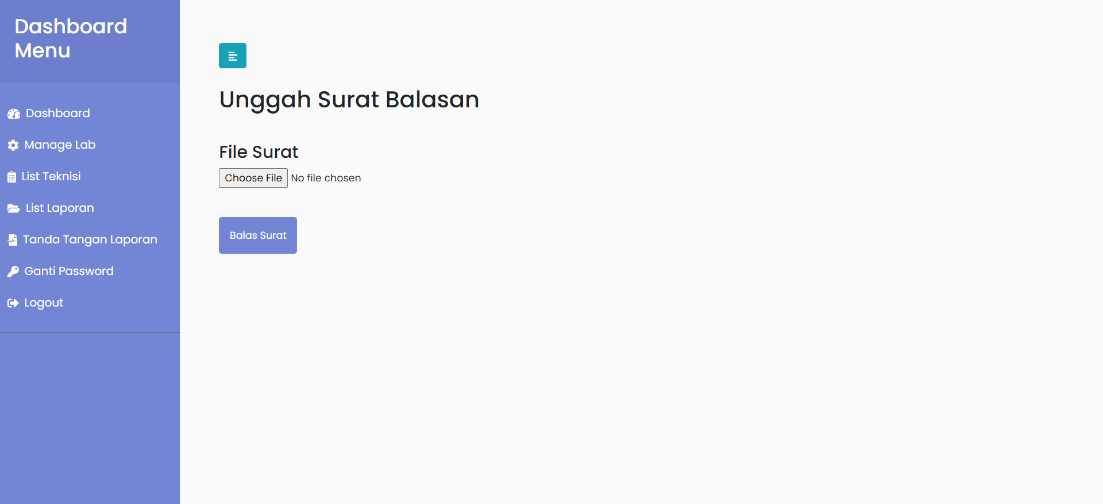 Dashboard
Menu
Dashboard
Manage Lab
List Teknisi
List Laporan
Tanda Tangan Laporan
Ganti Password
Logout
Unggah Surat Balasan
File Surat
Choose File No file chosen
Balas Surat